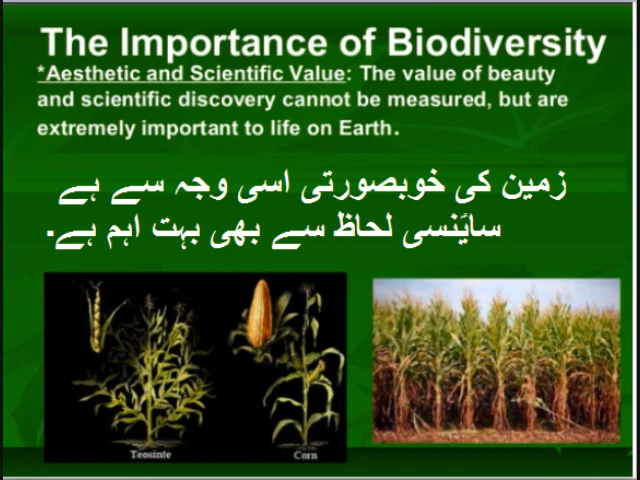 The Importance of Biodiversity
*Aesthetic and Scientific Value: The value of beauty
and scientific discovery cannot be measured, but are
extremely important to life on Earth.
زمین کی خوبصورتی اسی وجہ سے ہے
سایٔنسی لحاظ سے بھی بہت اہم ہے۔
Teosinte
Corn